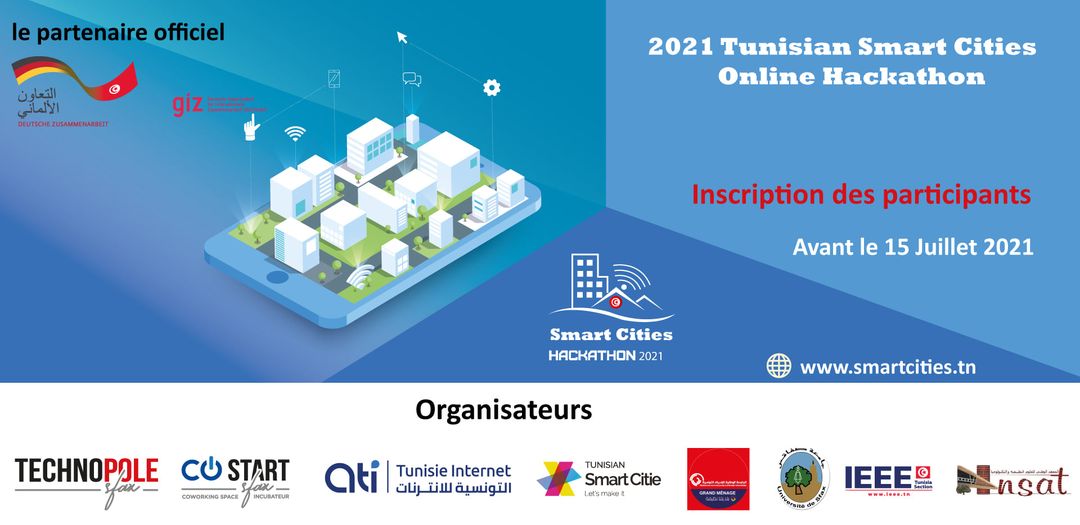 le partenaire officiel
التعاون
الألماني
DEUTSCHE ZUSAMMENARBEIT
giz
2021 Tunisian Smart Cities
Online Hackathon
Inscription des participants
Avant le 15 Juillet 2021
Smart Cities
HACKATHON 2021
www.smartcities.tn
Organisateurs
TECHNOPOLE
sfax
CO START
sfax
COWORKING SPACE INCUBATEUR
ati
Tunisie Internet
التونسية للانترنات
TUNISIAN
Smart Citie
Let's make it
GRAND MÉNAGE
Université de Sfax
IEEE
Tunisia
Section
www.ieee.tn
insat